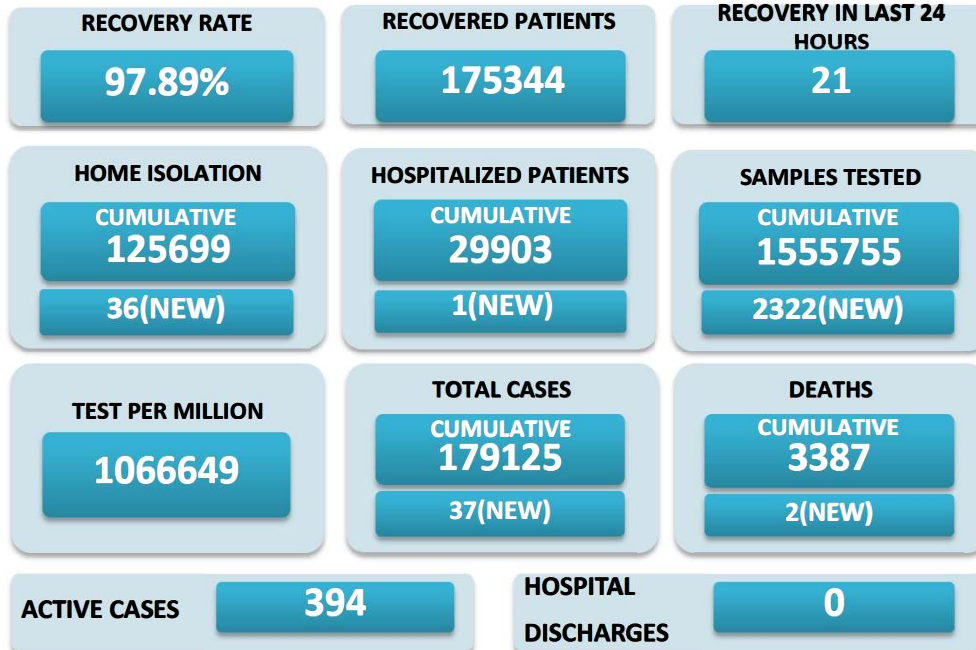 RECOVERY RATE
97.89%
RECOVERED PATIENTS
175344
RECOVERY IN LAST 24
HOURS
21
HOME ISOLATION
CUMULATIVE
125699
36(NEW)
HOSPITALIZED PATIENTS
CUMULATIVE
29903
1(NEW)
SAMPLES TESTED
CUMULATIVE
1555755
2322(NEW)
TEST PER MILLION
1066649
TOTAL CASES
CUMULATIVE
179125
37(NEW)
DEATHS
CUMULATIVE
3387
2(NEW)
ACTIVE CASES
394
HOSPITAL
DISCHARGES
0